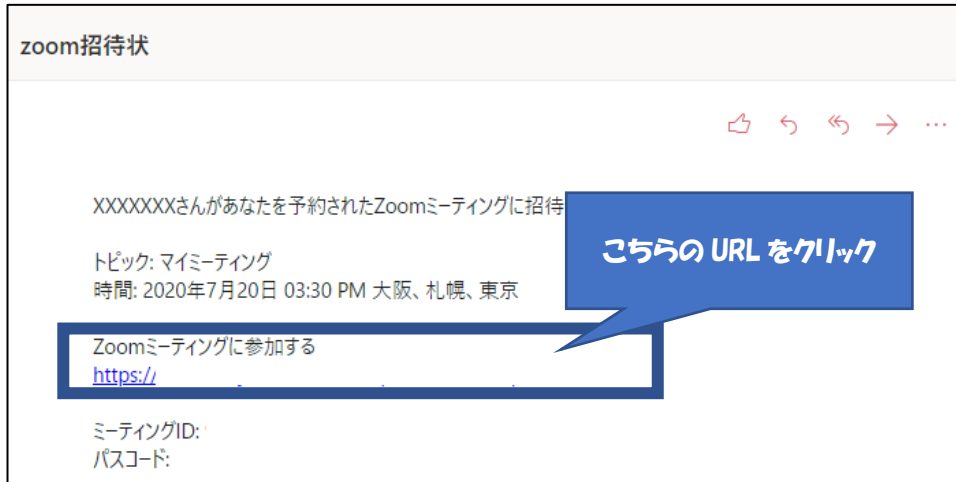 zoom招待状
XXXXXXXさんがあなたを予約されたZoomミーティングに招待
こちらの URL をクリック
トピック: マイミーティング
時間: 2020年7月20日 03:30 PM 大阪、札幌、東京
Zoomミーティングに参加する
https://
ミーティングID:
パスコード: